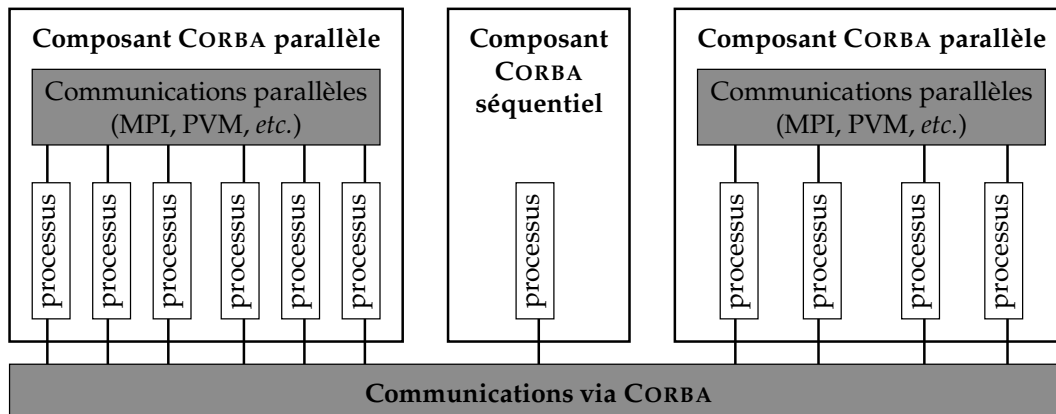 Composant CORBA parallèle
Communications parallèles
(MPI, PVM, etc.)
processus
processus
processus
processus
processus
processus
Composant
CORBA
séquentiel
processus
Composant CORBA parallèle
Communications parallèles
(MPI, PVM, etc.)
processus
processus
processus
processus
Communications via CORBA